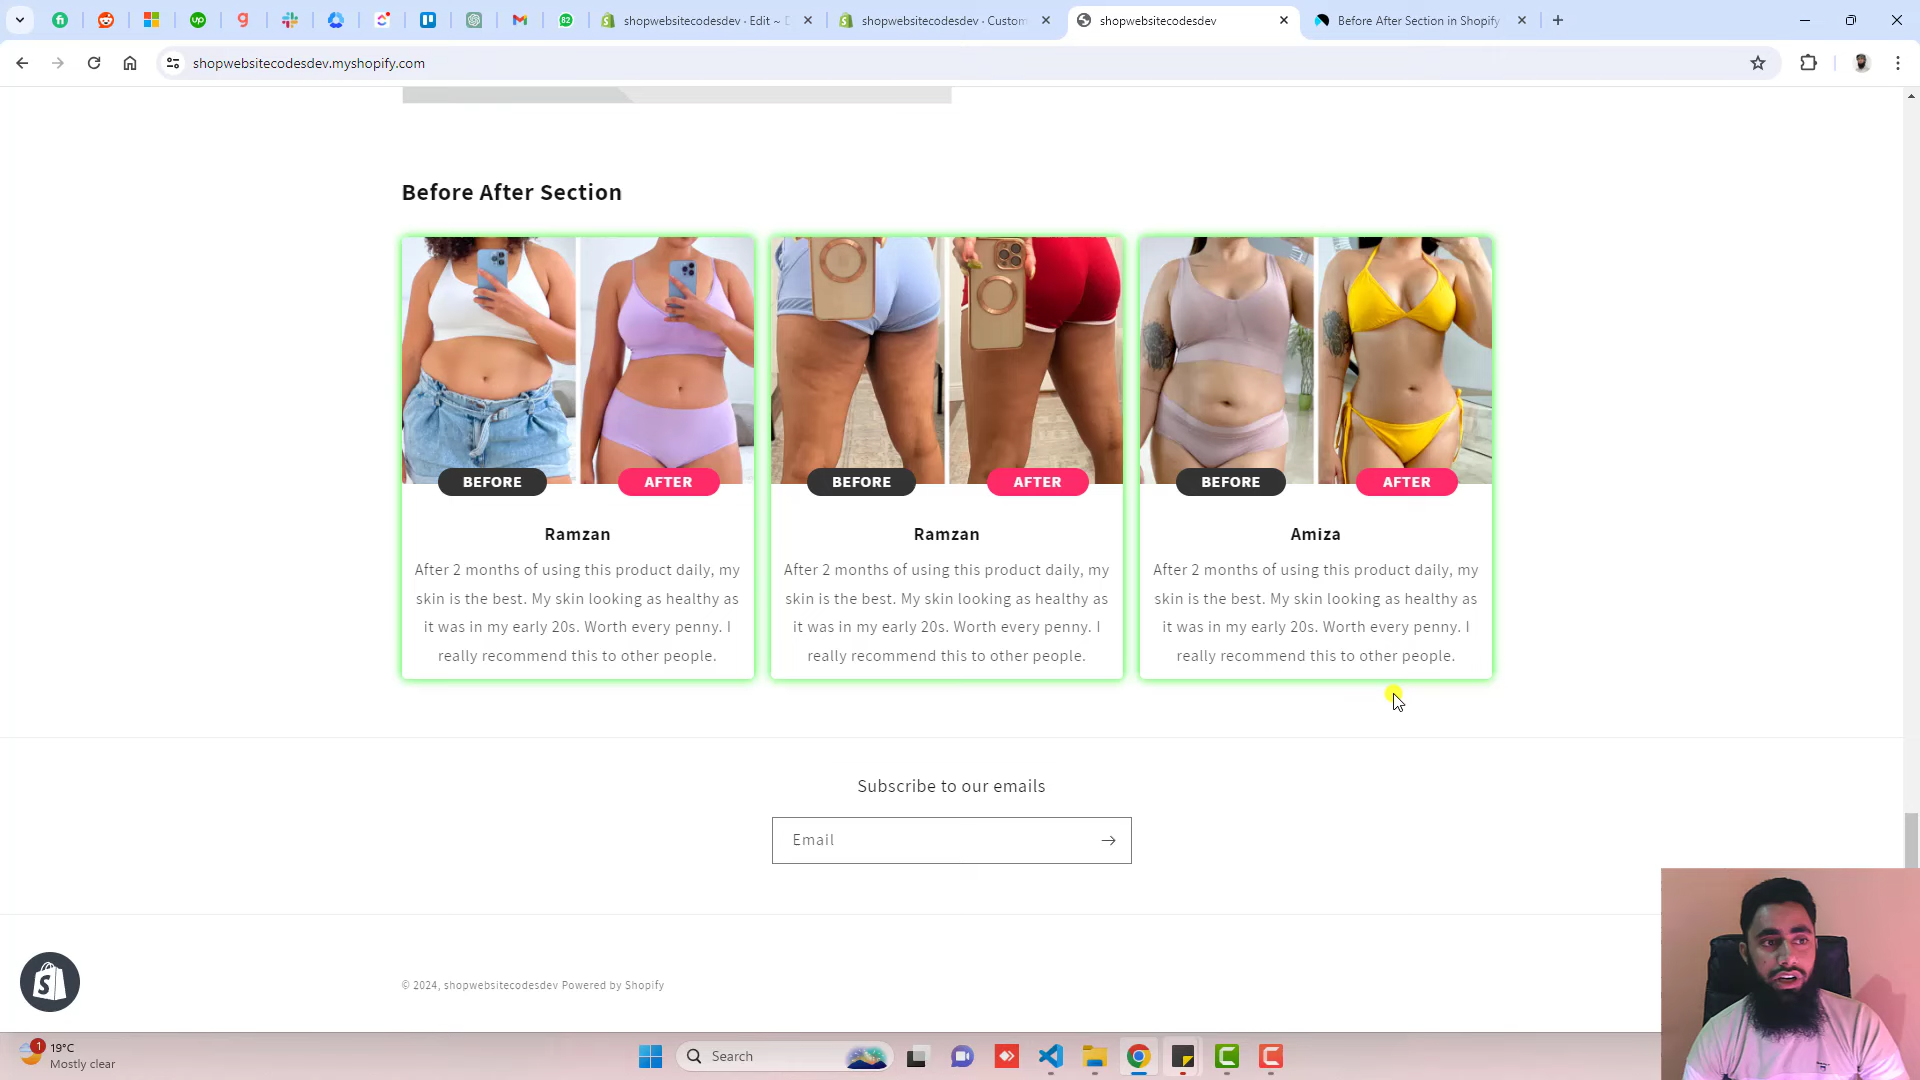 shopwebsitecodesdev · Edit ~
shopwebsitecodesdev · Custom
shopwebsitecodesdev
Before After Section in Shopify
shopwebsitecodesdev.myshopify.com
Before After Section
BEFORE AFTER
BEFORE AFTER
BEFORE AFTER
Ramzan
After 2 months of using this product daily, my
skin is the best. My skin looking as healthy as
it was in my early 20s. Worth every penny. I
really recommend this to other people.
Ramzan
After 2 months of using this product daily, my
skin is the best. My skin looking as healthy as
it was in my early 20s. Worth every penny. I
really recommend this to other people.
Amiza
After 2 months of using this product daily, my
skin is the best. My skin looking as healthy as
it was in my early 20s. Worth every penny. I
really recommend this to other people.
Subscribe to our emails
Email
© 2024, shopwebsitecodesdev Powered by Shopify
1
19°C
Mostly clear
Search